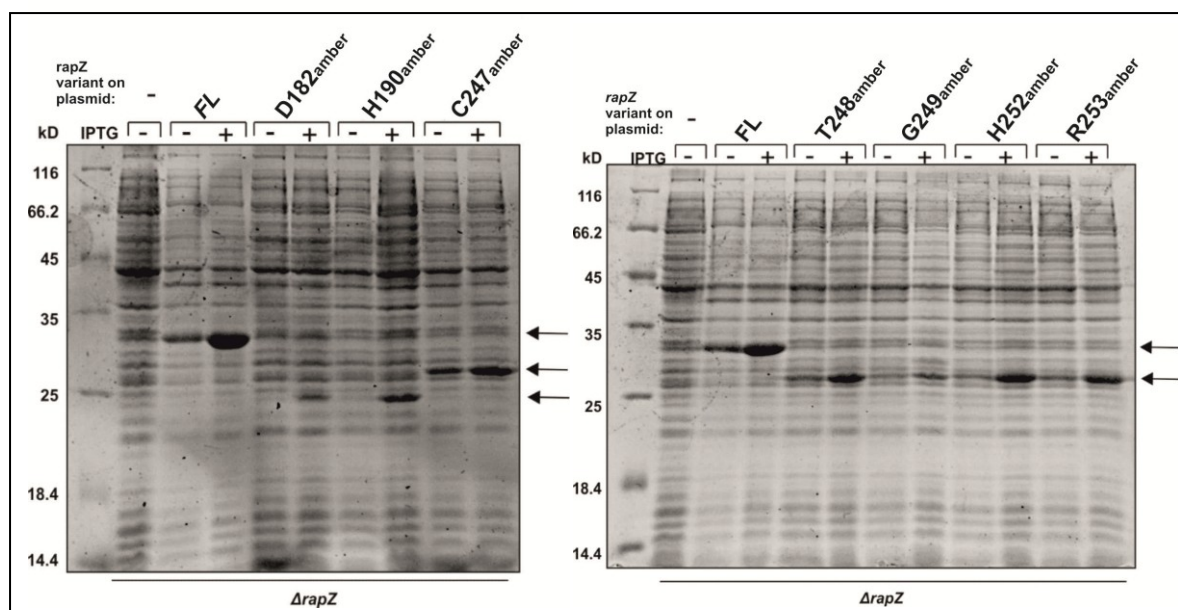 rapZ
variant on
plasmid:
- FL D182amber H190amber C247amber
kD IPTG - - + - + - + - +
116
66.2
45
35
25
18.4
14.4
ΔrapZ
rapZ
variant on
plasmid:
- FL T248amber G249amber H252amber R253amber
kD IPTG - - + - + - + - + - +
116
66.2
45
35
25
18.4
14.4
ΔrapZ